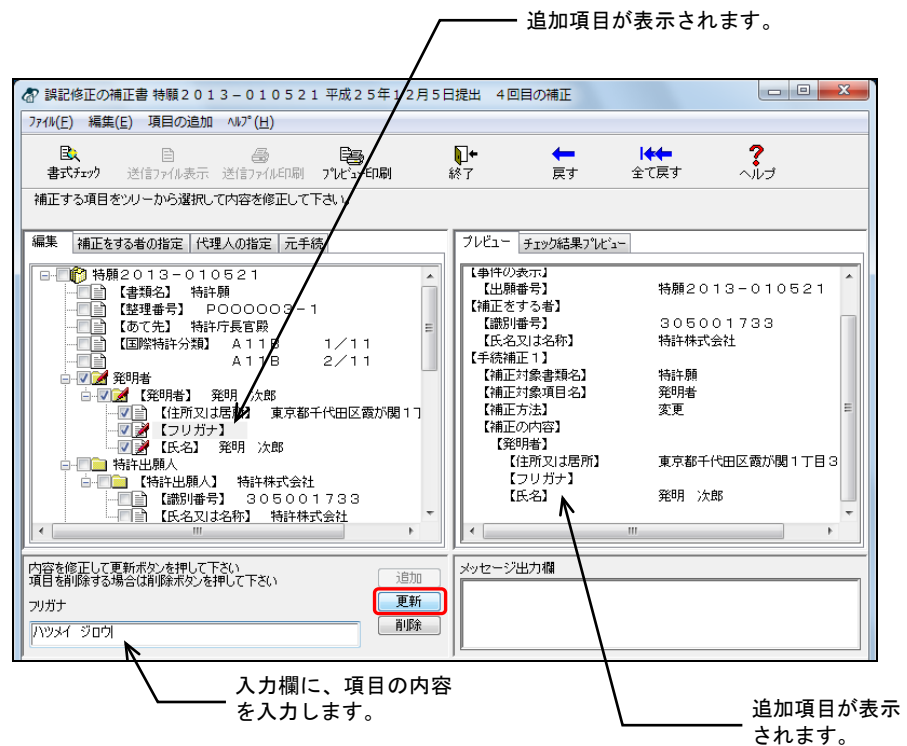 追加項目が表示されます。
誤記修正の補正書 特願２０１３－０１０５２１ 平成２５年１２月５日提出　４回目の補正
ﾌｧｲﾙ(F)　編集(E)　項目の追加　ﾍﾙﾌﾟ(H)
書式ﾁｪｯｸ　送信ﾌｧｲﾙ表示　送信ﾌｧｲﾙ印刷　ﾌﾟﾚﾋﾞｭｰ印刷　終了　戻す　全て戻す　ヘルプ
補正する項目をツリーから選択して内容を修正して下さい。
編集　補正をする者の指定　代理人の指定　元手続
特願２０１３－０１０５２１
【書類名】　特許願
【整理番号】　Ｐ００００００３－１
【あて先】　特許庁長官殿
【国際特許分類】　Ａ１１Ｂ　１／１１
Ａ１１Ｂ　２／１１
発明者
【発明者】　発明　次郎
【住所又は居所】　東京都千代田区霞が関１丁
【フリガナ】
【氏名】　発明　次郎
特許出願人
【特許出願人】　特許株式会社
【識別番号】　３０５００１７３３
【氏名又は名称】　特許株式会社
プレビュー　ﾁｪｯｸ結果ﾌﾟﾚﾋﾞｭｰ
【事件の表示】
【出願番号】　特願２０１３－０１０５２１
【補正をする者】
【識別番号】　３０５００１７３３
【氏名又は名称】　特許株式会社
【手続補正１】
【補正対象書類名】　特許願
【補正対象項目名】　発明者
【補正方法】　変更
【補正の内容】
【発明者】
【住所又は居所】　東京都千代田区霞が関１丁目３
【フリガナ】
【氏名】　発明　次郎
内容を修正して更新ボタンを押して下さい
項目を削除する場合は削除ボタンを押して下さい
フリガナ
ハツメイ ジロウ
追加
更新
削除
メッセージ出力欄
入力欄に、項目の内容
を入力します。
追加項目が表示
されます。